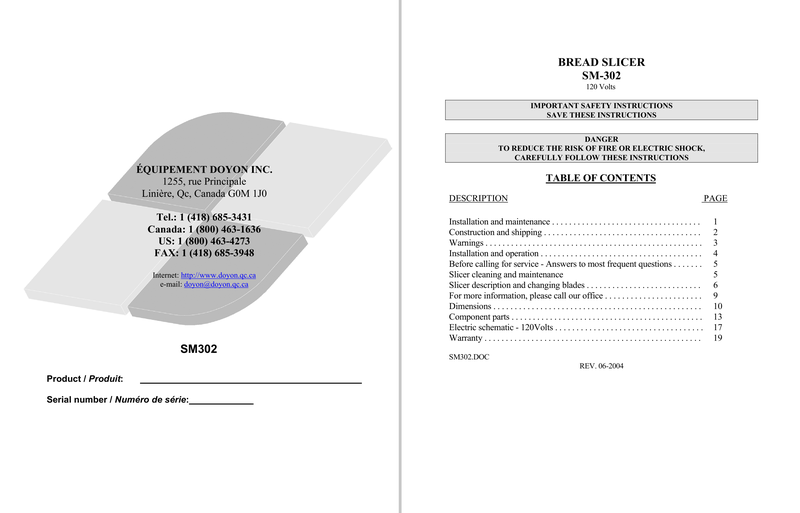 ÉQUIPEMENT DOYON INC.
1255, rue Principale
Linière, Qc, Canada G0M 1J0
Tel.: 1 (418) 685-3431
Canada: 1 (800) 463-1636
US: 1 (800) 463-4273
FAX: 1 (418) 685-3948
Internet: http://www.doyon.qc.ca
e-mail: doyon@doyon.qc.ca
SM302
Product / Produit:
Serial number / Numéro de série:
BREAD SLICER
SM-302
120 Volts
IMPORTANT SAFETY INSTRUCTIONS
SAVE THESE INSTRUCTIONS
DANGER
TO REDUCE THE RISK OF FIRE OR ELECTRIC SHOCK,
CAREFULLY FOLLOW THESE INSTRUCTIONS
TABLE OF CONTENTS
DESCRIPTION PAGE
Installation and maintenance . . . . . . . . . . . . . . . . . . . . . . . . . . . . . . . . . . . 1
Construction and shipping . . . . . . . . . . . . . . . . . . . . . . . . . . . . . . . . . . . . . 2
Warnings . . . . . . . . . . . . . . . . . . . . . . . . . . . . . . . . . . . . . . . . . . . . . . . . . . . 3
Installation and operation . . . . . . . . . . . . . . . . . . . . . . . . . . . . . . . . . . . . . . 4
Before calling for service - Answers to most frequent questions . . . . . . . 5
Slicer cleaning and maintenance 5
Slicer description and changing blades . . . . . . . . . . . . . . . . . . . . . . . . . . . 6
For more information, please call our office . . . . . . . . . . . . . . . . . . . . . . . 9
Dimensions . . . . . . . . . . . . . . . . . . . . . . . . . . . . . . . . . . . . . . . . . . . . . . . . . 10
Component parts . . . . . . . . . . . . . . . . . . . . . . . . . . . . . . . . . . . . . . . . . . . . . 13
Electric schematic - 120Volts . . . . . . . . . . . . . . . . . . . . . . . . . . . . . . . . . . . 17
Warranty . . . . . . . . . . . . . . . . . . . . . . . . . . . . . . . . . . . . . . . . . . . . . . . . . . . 19
SM302.DOC
REV. 06-2004